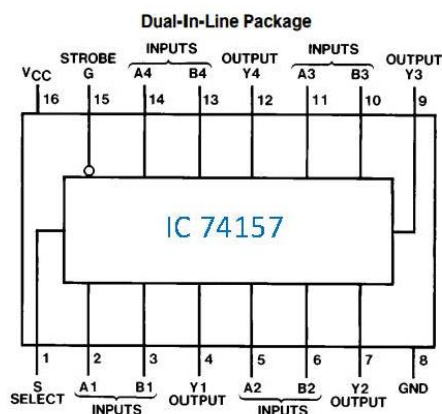 Dual-In-Line Package
STROBE INPUTS OUTPUT INPUTS OUTPUT
VCC G A4 B4 Y4 A3 B3 Y3
16 15 14 13 12 11 10 9
IC 74157
1 2 3 4 5 6 7 8
S A1 B1 Y1 A2 B2 Y2 GND
SELECT INPUTS OUTPUT INPUTS OUTPUT